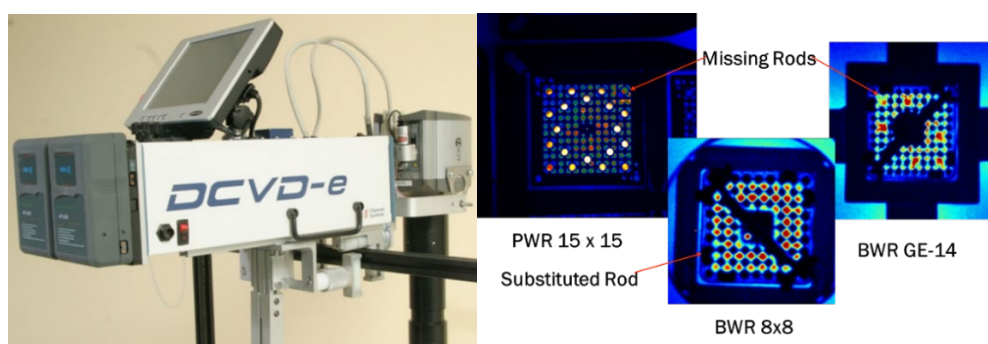 DCVD-e
Missing Rods
PWR 15 x 15
BWR GE-14
Substituted Rod
BWR 8x8